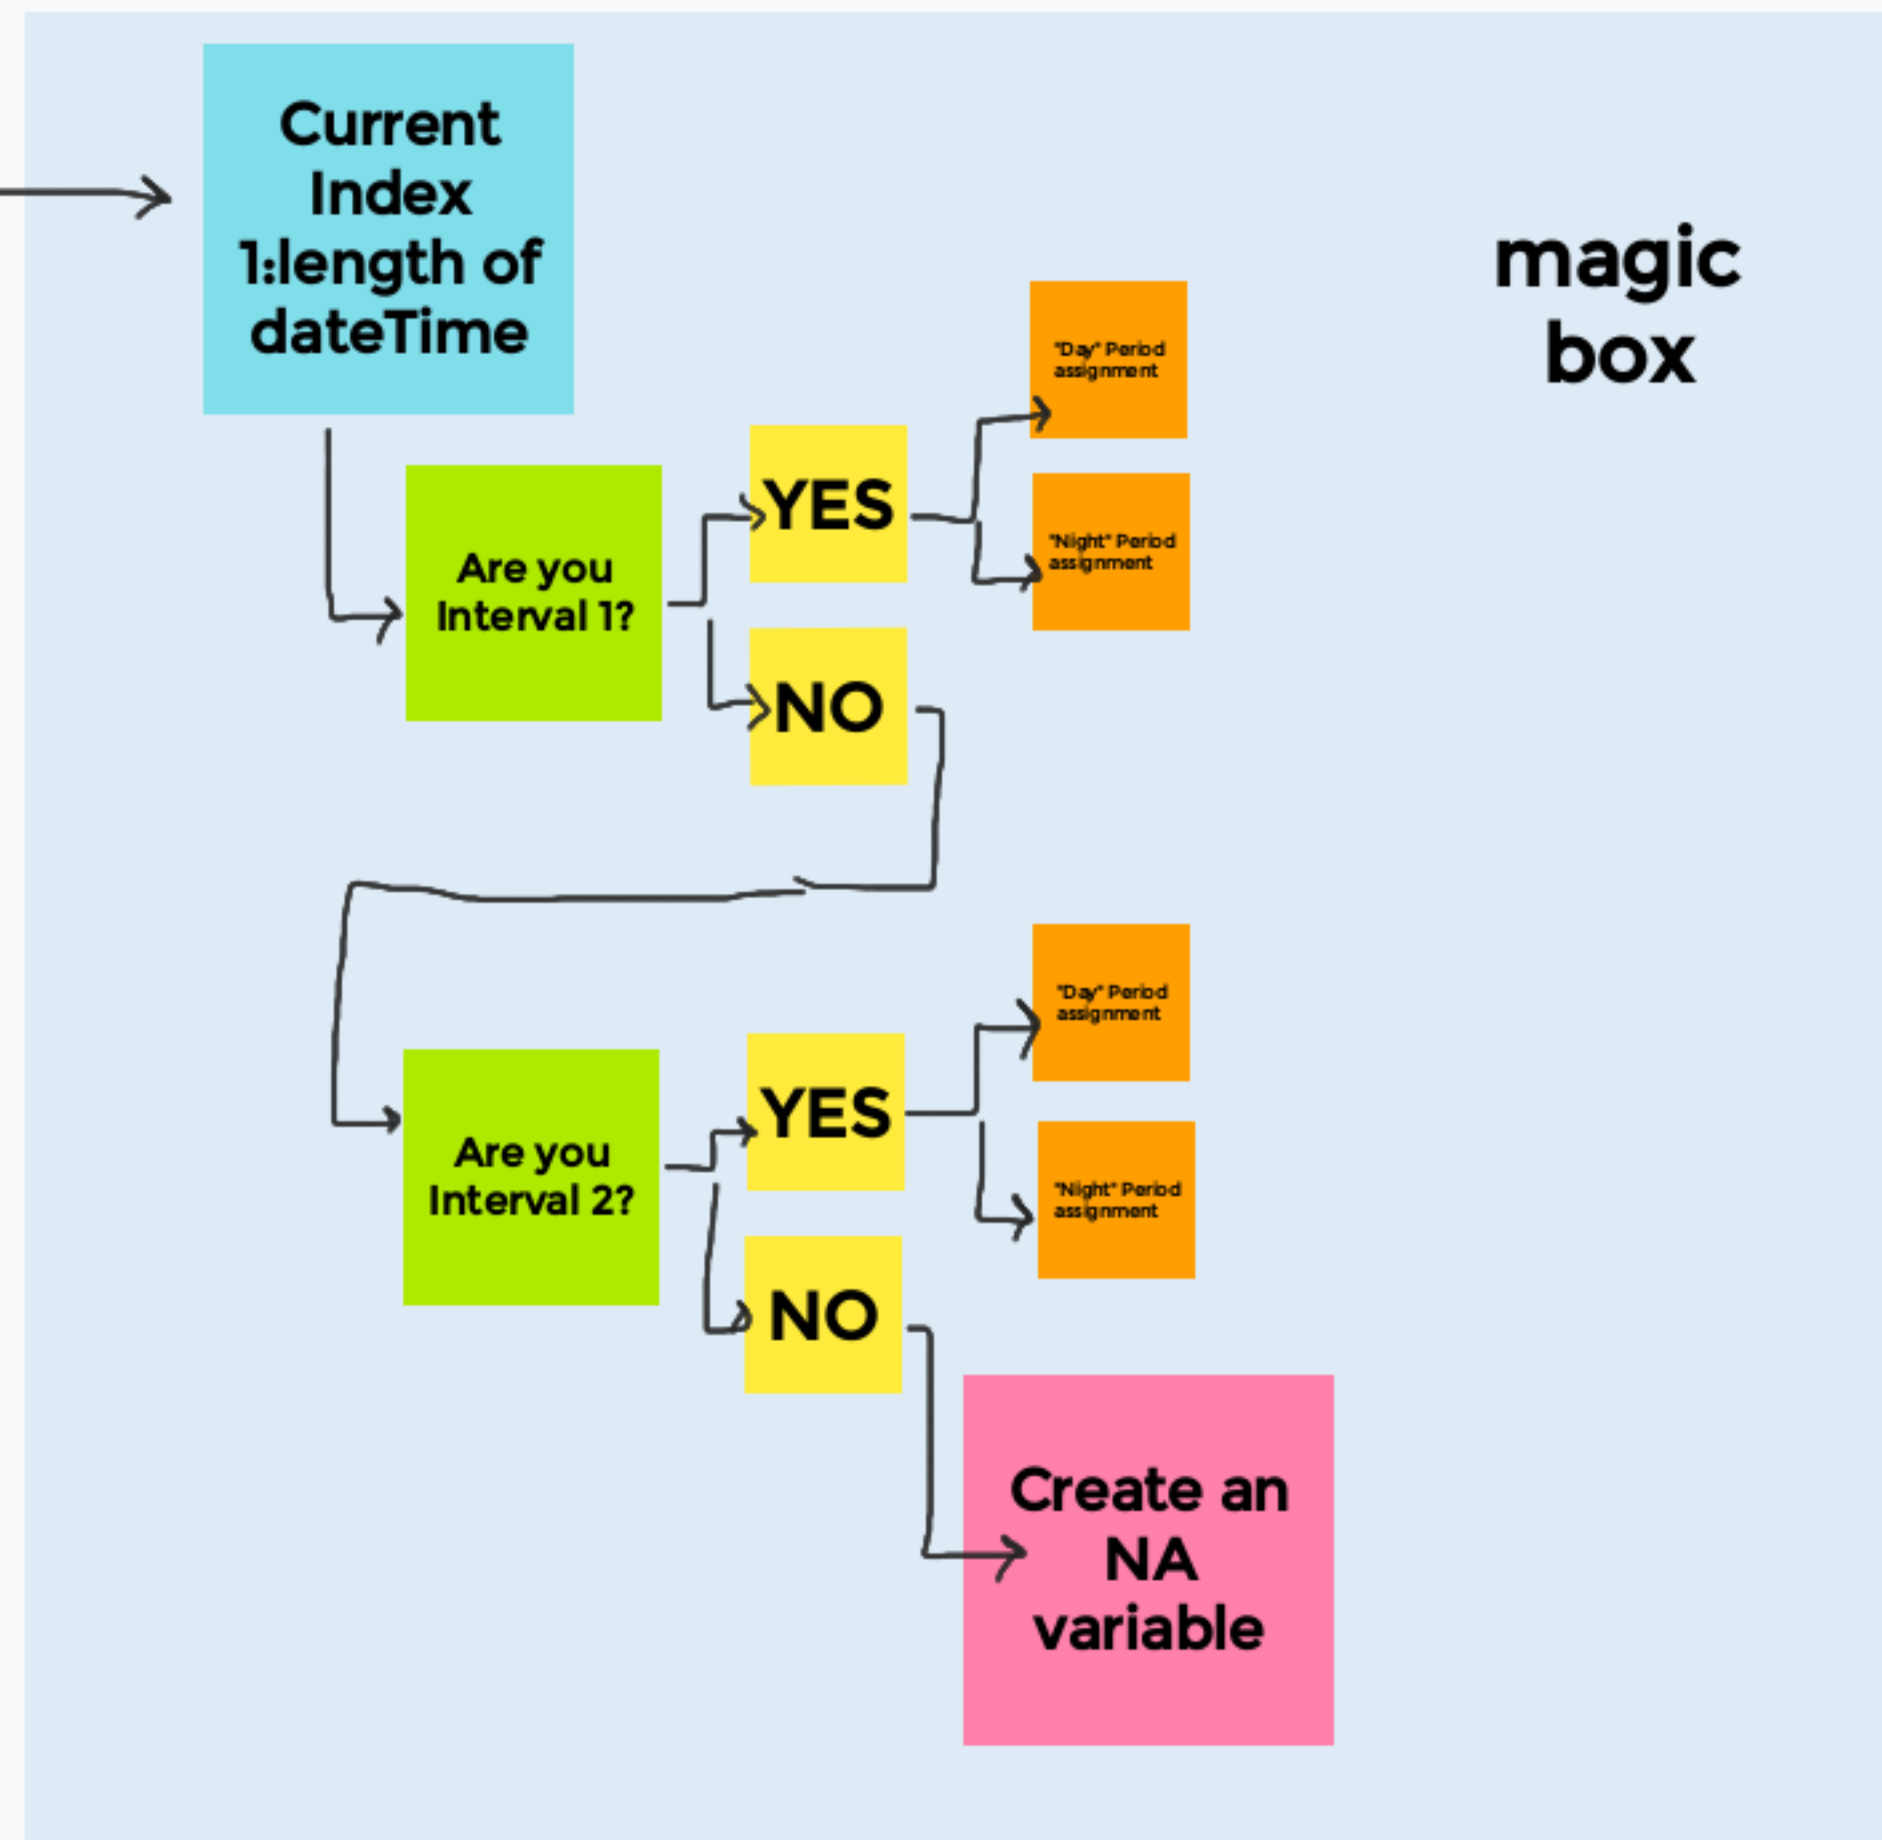 Current
Index
1:length of
dateTime
magic
box
"Day" Period
assignment
YES
"Night" Period
assignment
Are you
Interval 1?
NO
"Day" Period
assignment
YES
Are you
Interval 2?
"Night" Period
assignment
NO
Create an
NA
variable